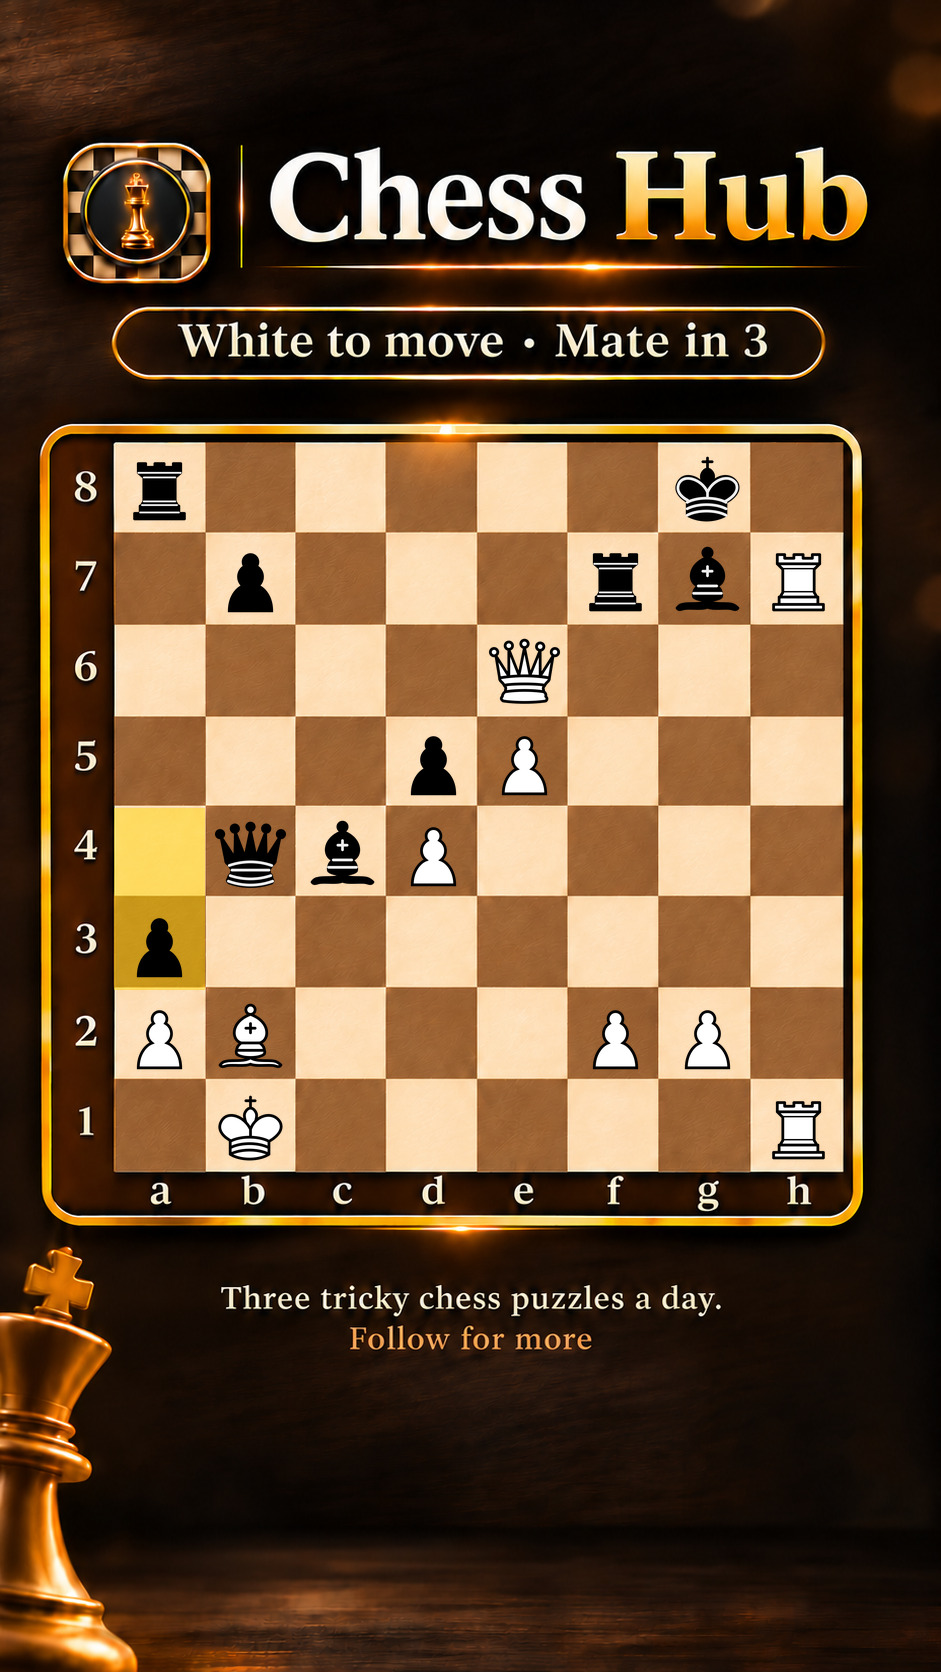 Chess Hub
White to move • Mate in 3
8
7
6
5
4
3
2
1
a b c d e f g h
Three tricky chess puzzles a day.
Follow for more